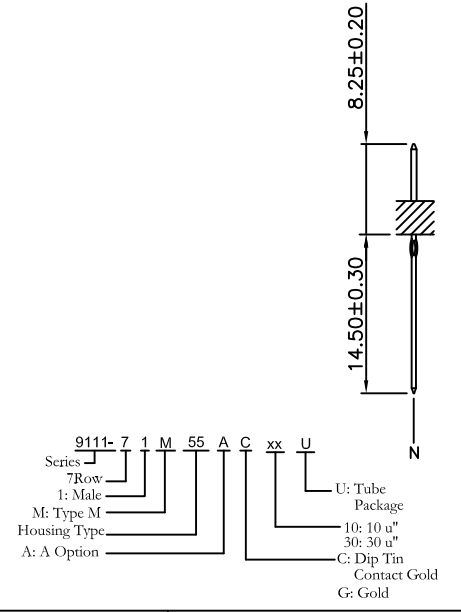 8.25±0.20
14.50±0.30
N
9111- 7 1 M 55 A C xx U
Series
7Row
1: Male
M: Type M
Housing Type
A: A Option
U: Tube
Package
10: 10 u"
30: 30 u"
C: Dip Tin
Contact Gold
G: Gold